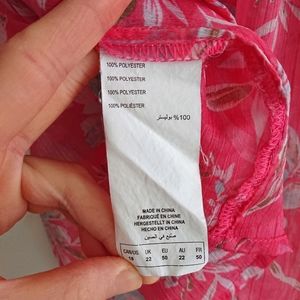 100% POLYESTER
100% POLYESTER
100% POLYESTER
100% POLIÉSTER
100% بوليستر
MADE IN CHINA
FABRIQUÉ EN CHINE
HERGESTELLT IN CHINA
HECHO EN CHINA
صنع في الصين
CAN/US UK EU AU FR
18 22 50 22 50